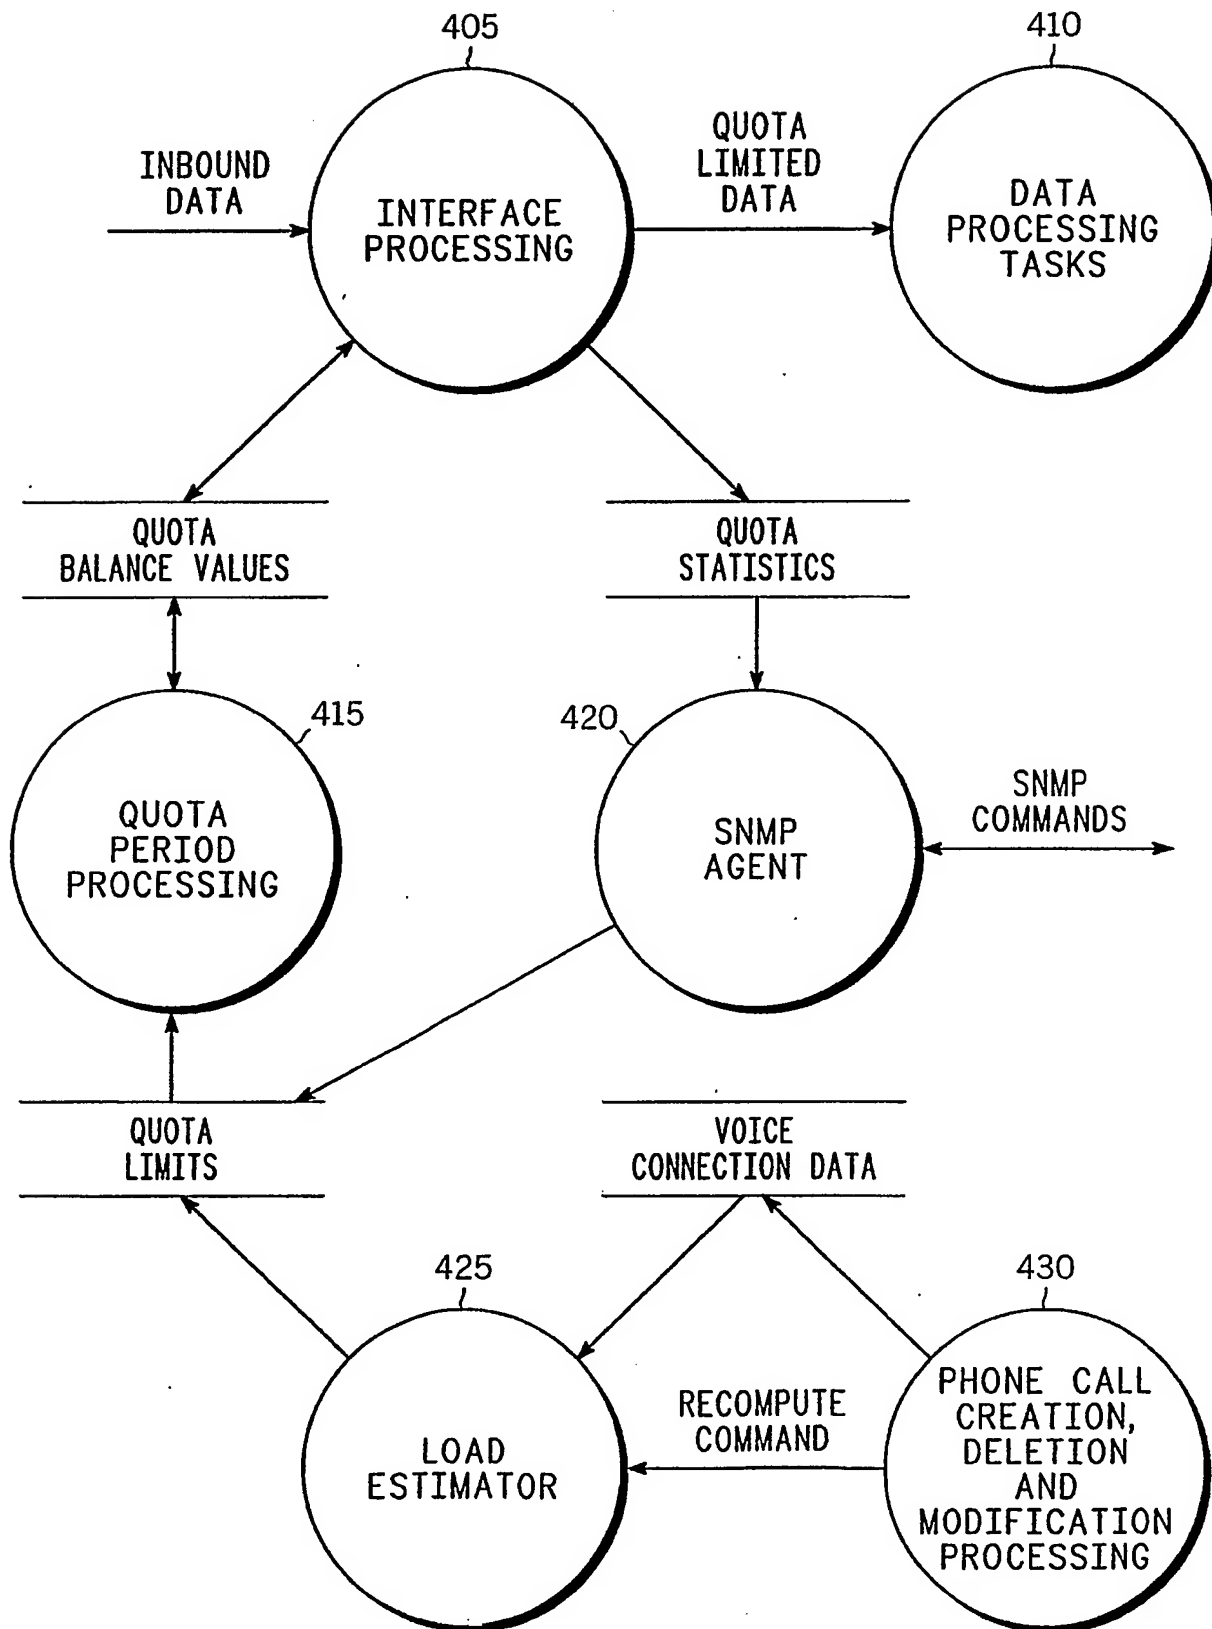 405
410
INBOUND
DATA
INTERFACE
PROCESSING
QUOTA
LIMITED
DATA
DATA
PROCESSING
TASKS
QUOTA
BALANCE VALUES
QUOTA
STATISTICS
415
QUOTA
PERIOD
PROCESSING
420
SNMP
AGENT
SNMP
COMMANDS
QUOTA
LIMITS
VOICE
CONNECTION DATA
425
LOAD
ESTIMATOR
RECOMPUTE
COMMAND
430
PHONE CALL
CREATION,
DELETION
AND
MODIFICATION
PROCESSING